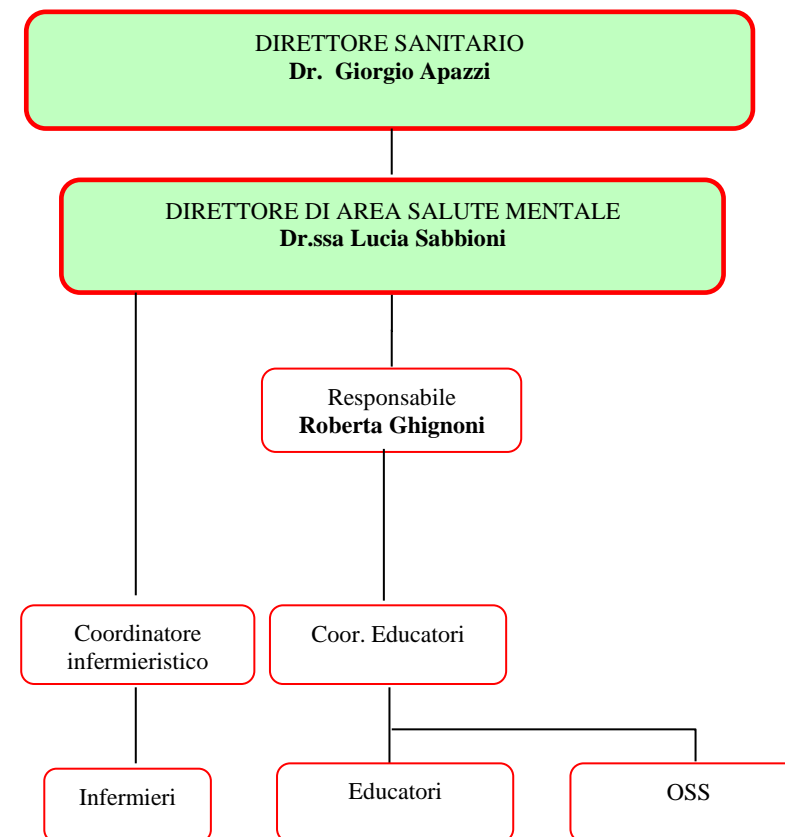 DIRETTORE SANITARIO
Dr. Giorgio Apazzi
DIRETTORE DI AREA SALUTE MENTALE
Dr.ssa Lucia Sabbioni
Responsabile
Roberta Ghignoni
Coordinatore
infermieristico
Coor. Educatori
Infermieri
Educatori
OSS